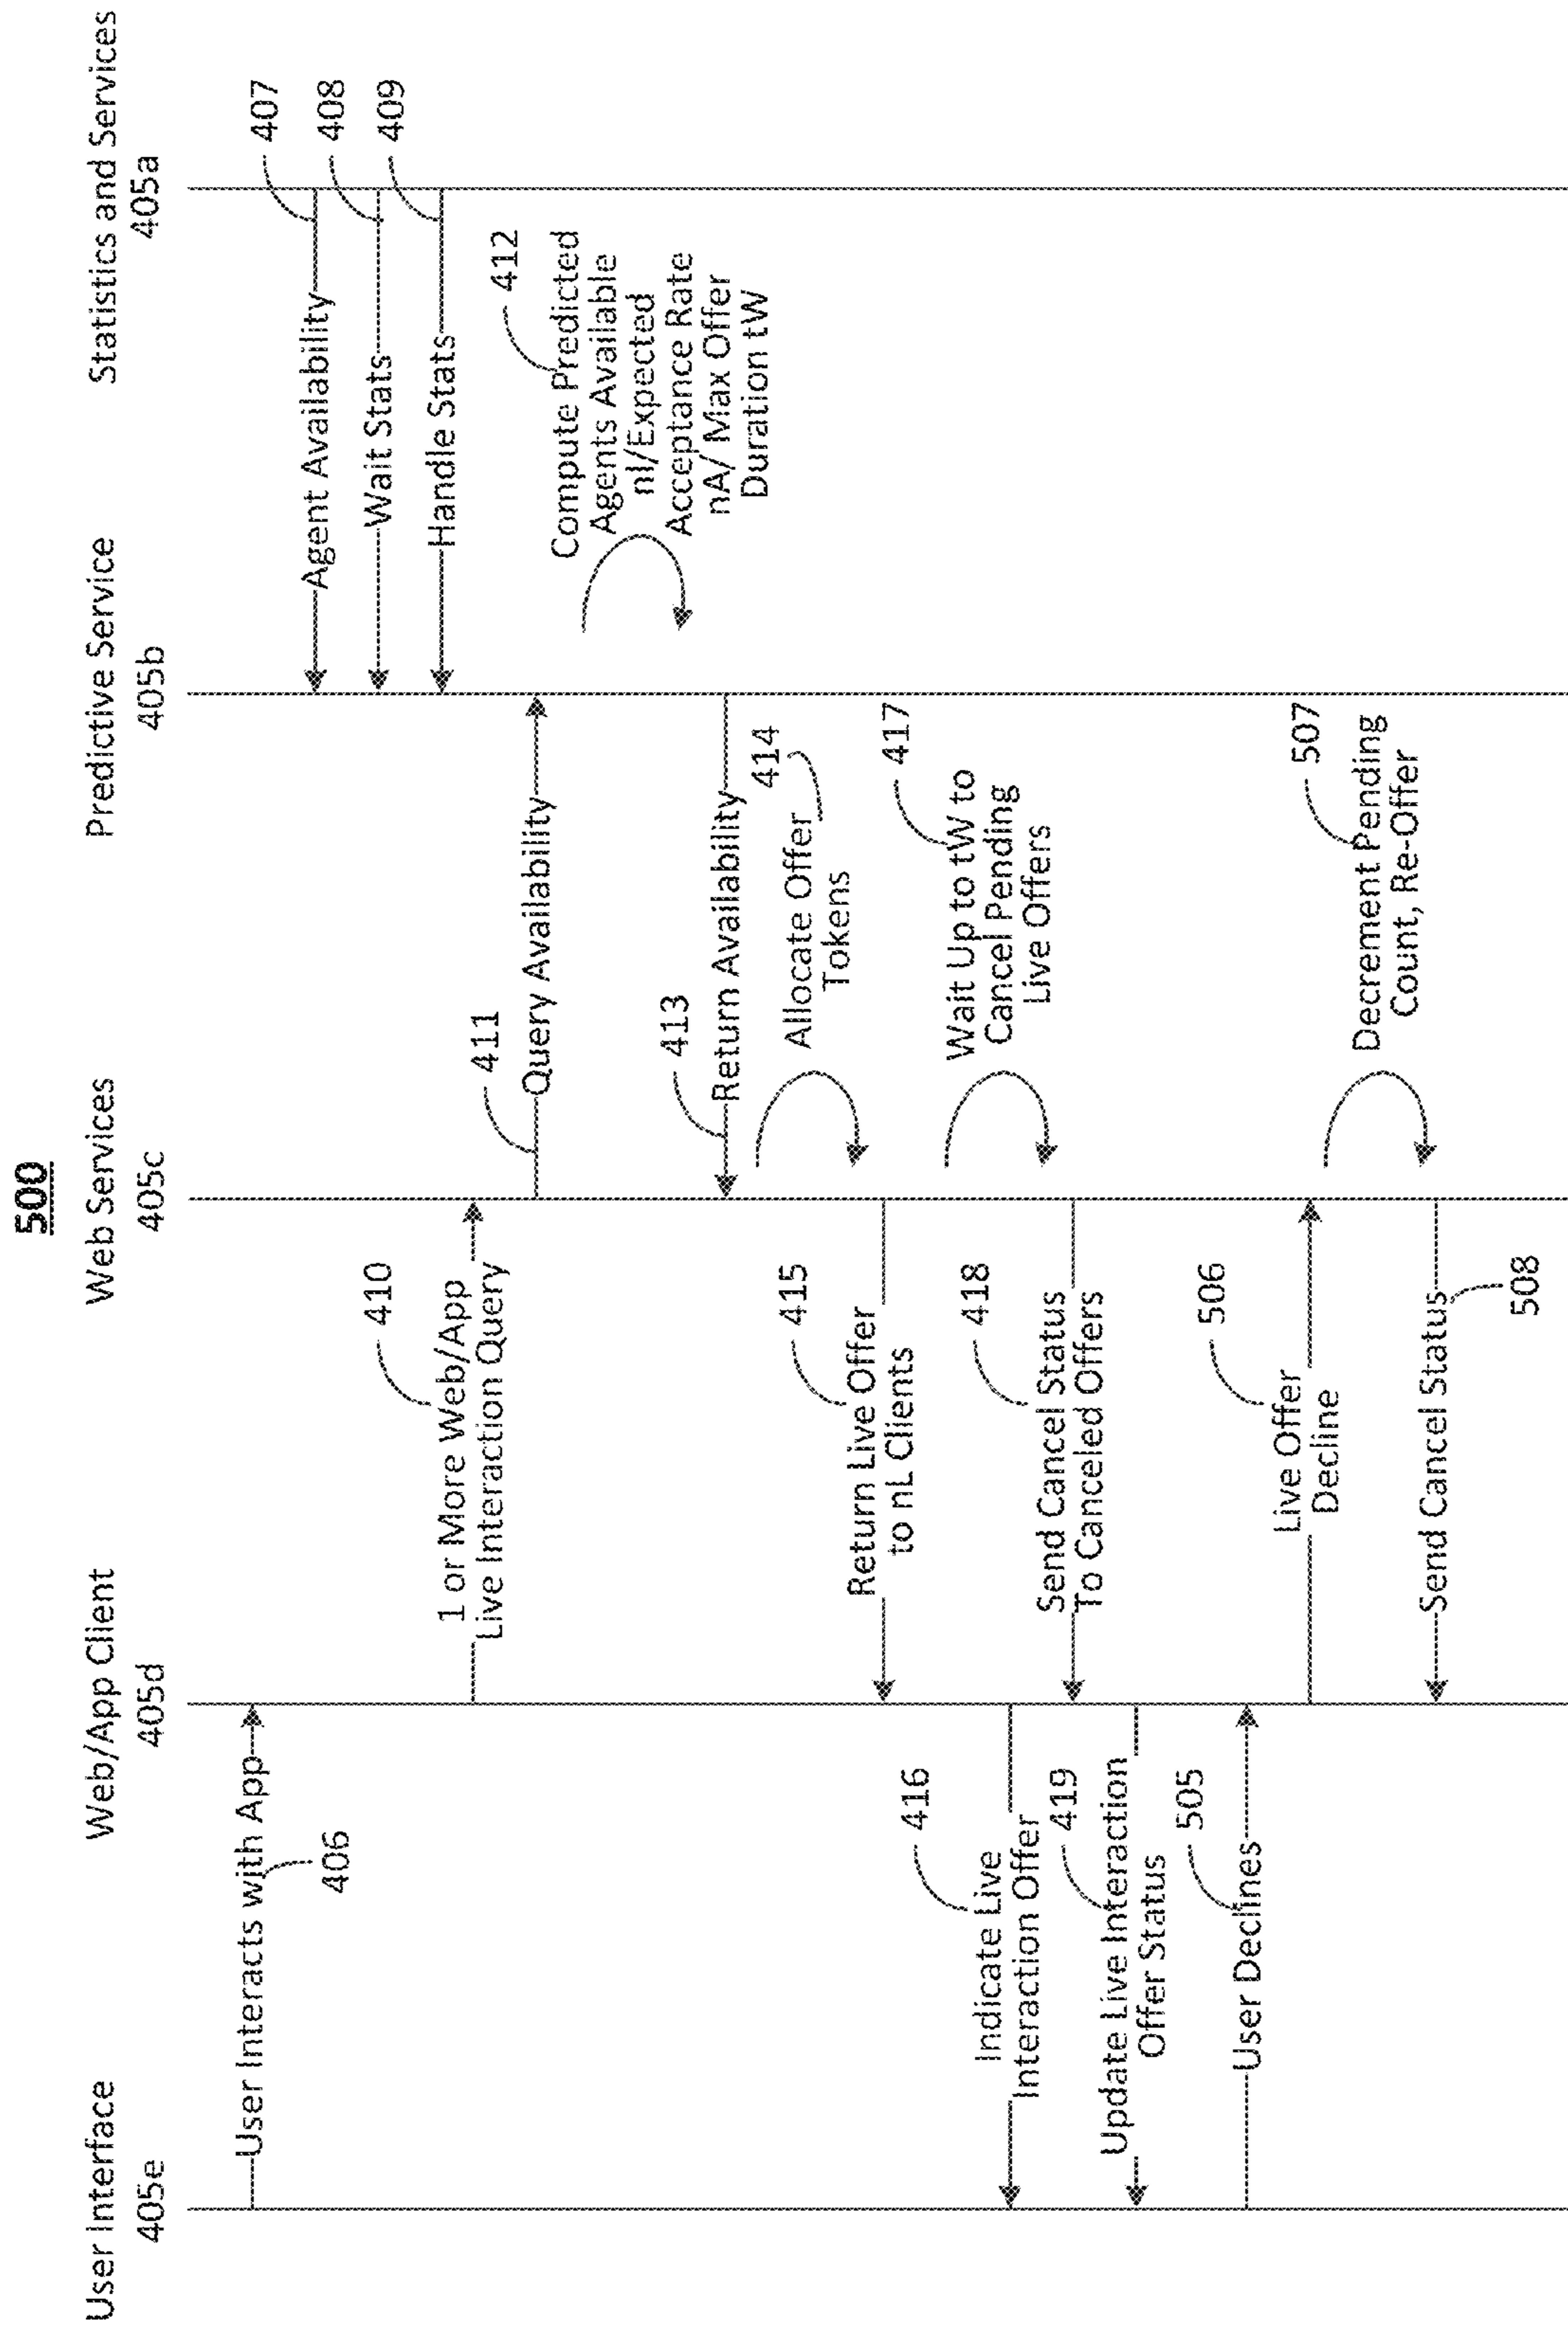 500
User Interface
405e
Web/App Client
405d
Web Services
405c
Predictive Service
405b
Statistics and Services
405a
User Interacts with App
406
Agent Availability
407
Wait Stats
408
Handle Stats
409
410
1 or More Web/App
Live Interaction Query
411
Query Availability
412
Compute Predicted
Agents Available
nI/Expected
Acceptance Rate
nA/ Max Offer
Duration tW
413
Return Availability
414
Allocate Offer
Tokens
415
Return Live Offer
to nL Clients
416
Indicate Live
Interaction Offer
417
Wait Up to tW to
Cancel Pending
Live Offers
418
Send Cancel Status
To Canceled Offers
419
Update Live Interaction
Offer Status
505
User Declines
506
Live Offer
Decline
507
Decrement Pending
Count, Re-Offer
Send Cancel Status
508